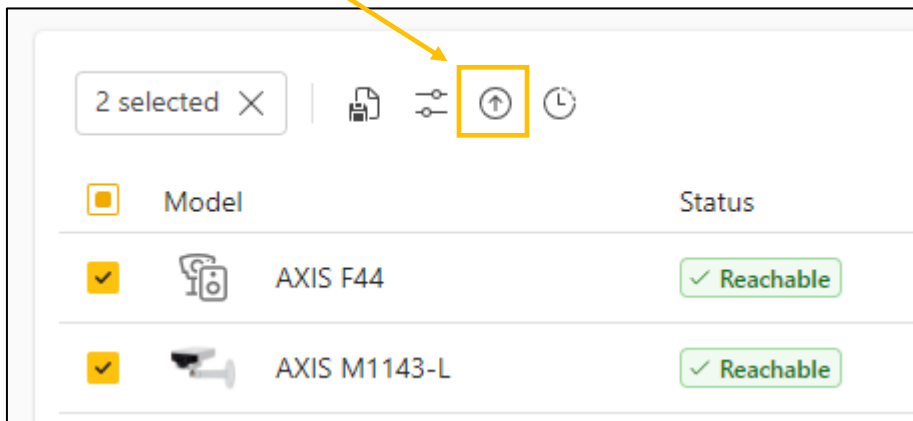 2 selected
Model Status
AXIS F44 Reachable
AXIS M1143-L Reachable